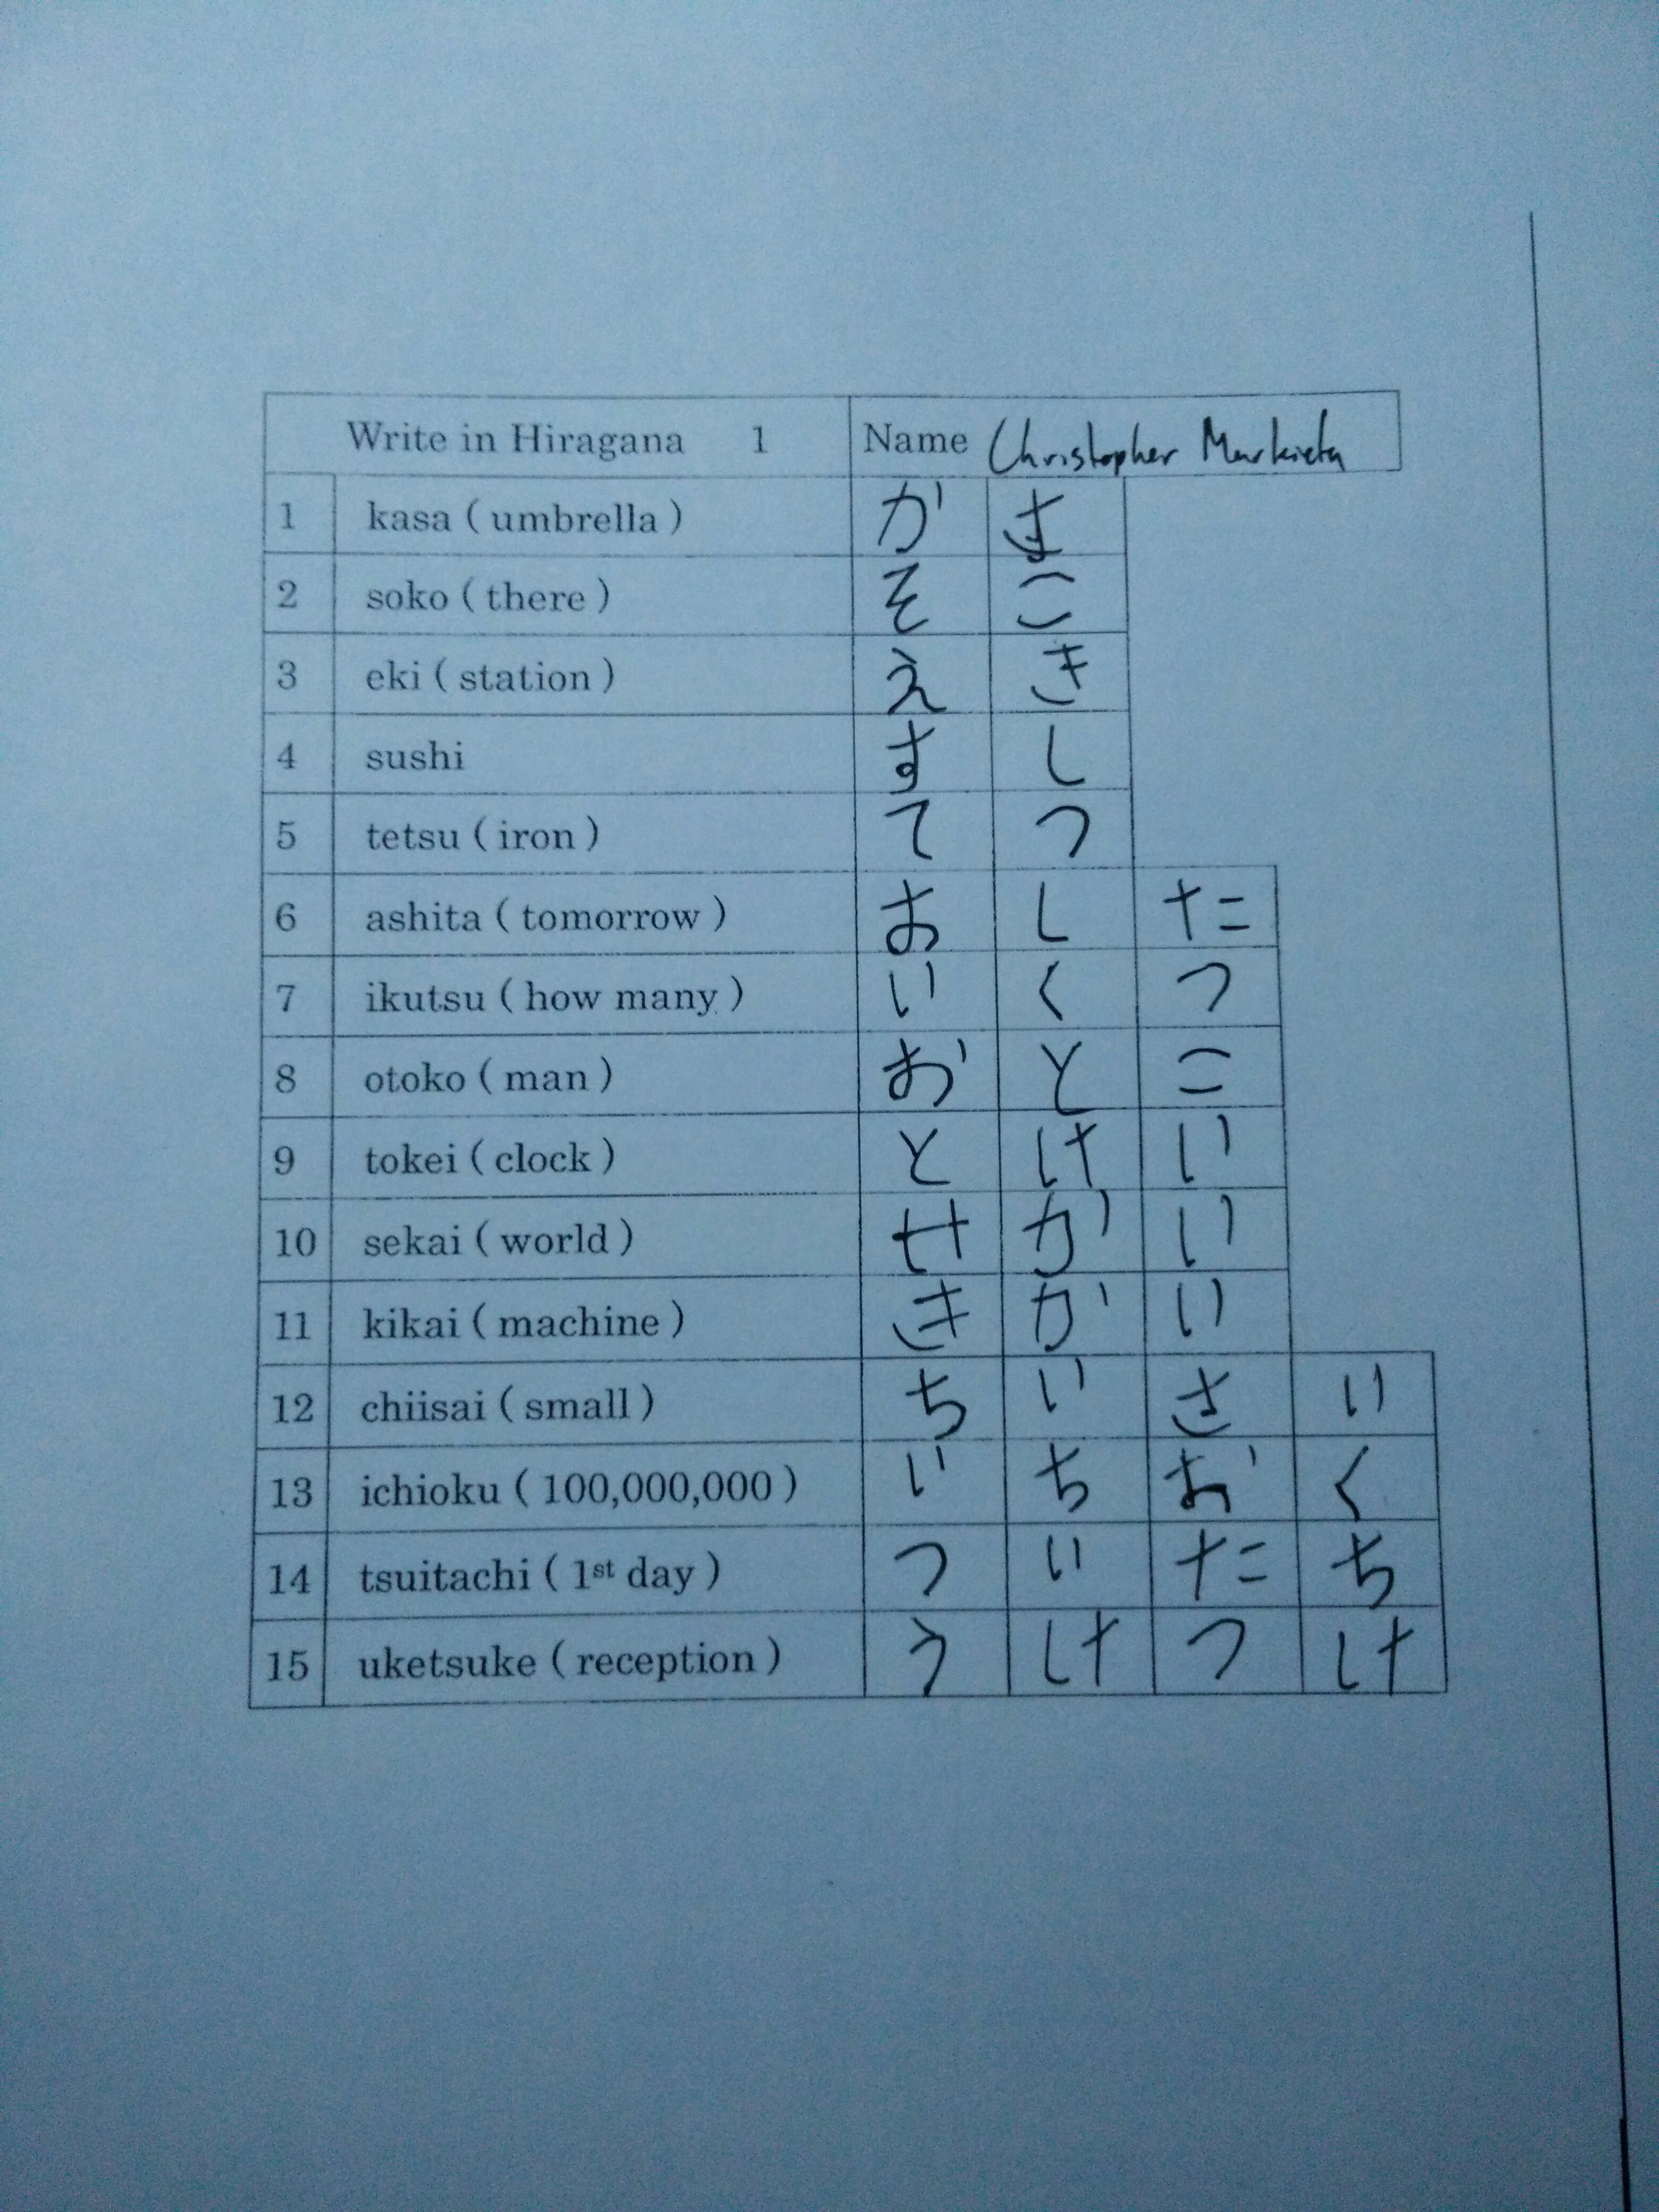 Write in Hiragana 1 Name Christopher Markieta
1 kasa ( umbrella ) か さ
2 soko ( there ) そ こ
3 eki ( station ) え き
4 sushi す し
5 tetsu ( iron ) て つ
6 ashita ( tomorrow ) あ し た
7 ikutsu ( how many ) い く つ
8 otoko ( man ) お と こ
9 tokei ( clock ) と け い
10 sekai ( world ) せ か い
11 kikai ( machine ) き か い
12 chiisai ( small ) ち い さ い
13 ichioku ( 100,000,000 ) い ち お く
14 tsuitachi ( 1st day ) つ い た ち
15 uketsuke ( reception ) う け つ け